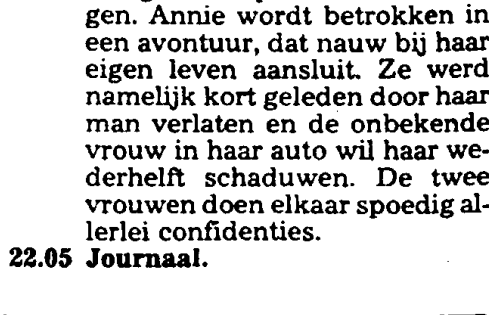 gen. Annie wordt betrokken in
een avontuur, dat nauw bij haar
eigen leven aansluit. Ze werd
namelijk kort geleden door haar
man verlaten en de onbekende
vrouw in haar auto wil haar we-
derhelft schaduwen. De twee
vrouwen doen elkaar spoedig al-
lerlei confidenties.
22.05 Journaal.